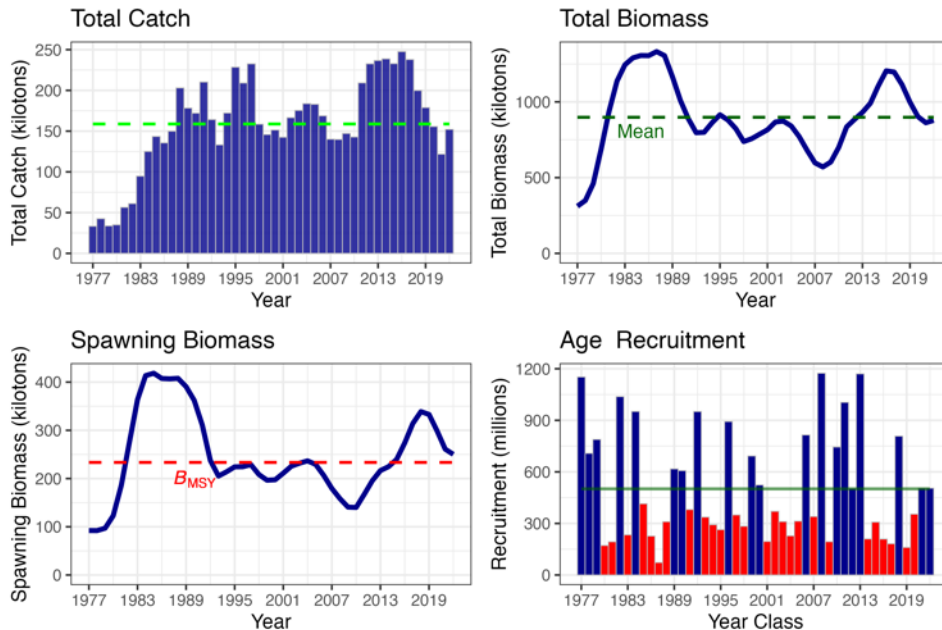 Total Catch
Total Catch (kilotons)
250
200
150
100
50
0
1977 1983 1989 1995 2001 2007 2013 2019
Year
Total Biomass
Total Biomass (kilotons)
1000
500
0
Mean
1977 1983 1989 1995 2001 2007 2013 2019
Year
Spawning Biomass
Spawning Biomass (kilotons)
400
300
200
100
0
BMSY
1977 1983 1989 1995 2001 2007 2013 2019
Year
Age Recruitment
Recruitment (millions)
1200
900
600
300
0
1977 1983 1989 1995 2001 2007 2013 2019
Year Class